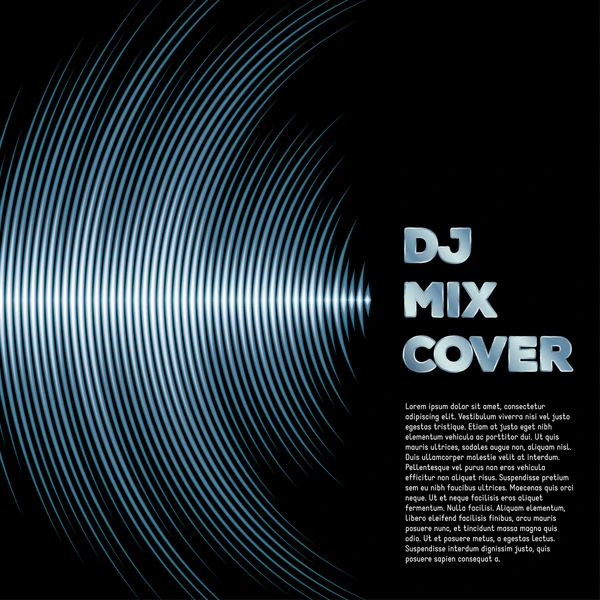 DJ
MIX
COVER
Lorem ipsum dolor sit amet, consectetur
adipiscing elit. Vestibulum viverra nisl vel justo
egestas tristique. Etiam at justo eget nibh
elementum vehicula ac porttitor dui. Ut quis
mauris ultricies, sodales augue non, aliquam nisl.
Duis ullamcorper molestie velit at interdum.
Pellentesque vel purus non eros vehicula
efficitur non aliquet risus. Suspendisse pretium
sem eu nibh faucibus ultrices. Maecenas quis orci
neque. Ut et neque facilisis eros aliquet
fermentum. Nulla facilisi. Aliquam elementum,
libero eleifend facilisis finibus, arcu mauris
posuere nunc, et tincidunt massa magna quis
odio. Ut et neque metus, a egestas lectus.
Suspendisse interdum dignissim justo, quis
posuere sapien consequat a.